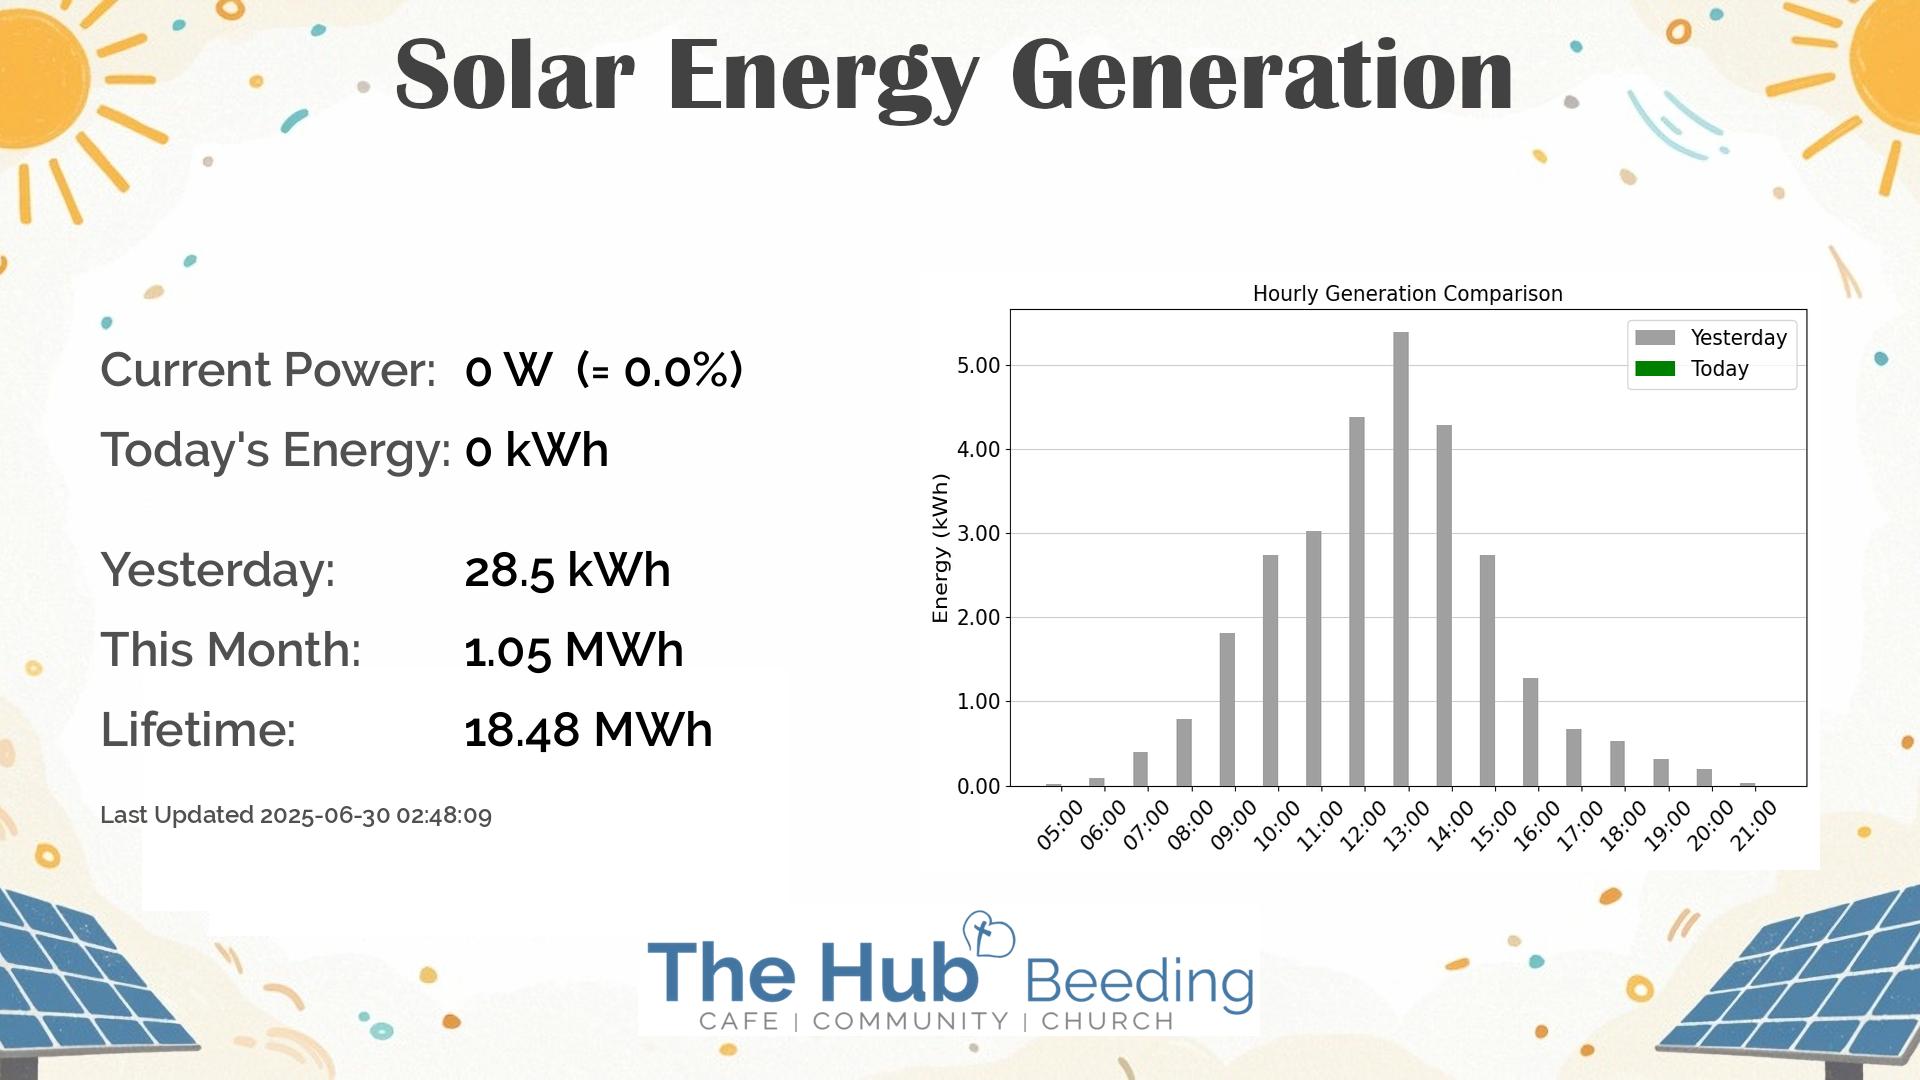 Solar Energy Generation
Current Power: 0 W (= 0.0%)
Today's Energy: 0 kWh
Yesterday: 28.5 kWh
This Month: 1.05 MWh
Lifetime: 18.48 MWh
Last Updated 2025-06-30 02:48:09
Hourly Generation Comparison
Yesterday
Today
Energy (kWh)
5.00
4.00
3.00
2.00
1.00
0.00
05:00 06:00 07:00 08:00 09:00 10:00 11:00 12:00 13:00 14:00 15:00 16:00 17:00 18:00 19:00 20:00 21:00
The Hub Beeding
CAFE | COMMUNITY | CHURCH